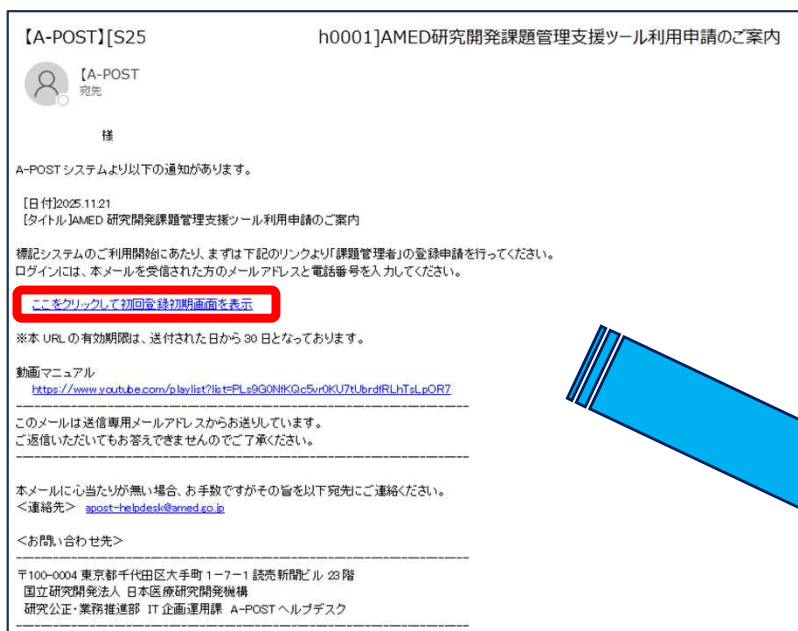 【A-POST】[S25 h0001]AMED研究開発課題管理支援ツール利用申請のご案内
【A-POST
宛先
様
A-POSTシステムより以下の通知があります。
[日付]2025.11.21
[タイトル]AMED 研究開発課題管理支援ツール利用申請のご案内
標記システムのご利用開始にあたり、まずは下記のリンクより「課題管理者」の登録申請を行ってください。
ログインには、本メールを受信された方のメールアドレスと電話番号を入力してください。
ここをクリックして初回登録初期画面を表示
※本 URL の有効期限は、送付された日から 30 日となっております。
動画マニュアル
https://www.youtube.com/playlist?list=PLs9G0NfKQc5vr0KU7tUbrdfRLhTsLpOR7
------------------------------------------------------------
このメールは送信専用メールアドレスからお送りしています。
ご返信いただいてもお答えできませんのでご了承ください。
------------------------------------------------------------
本メールに心当たりが無い場合、お手数ですがその旨を以下宛先にご連絡ください。
＜連絡先＞ apost-helpdesk@amed.go.jp
＜お問い合わせ先＞
------------------------------------------------------------
〒100-0004 東京都千代田区大手町 1－7－1 読売新聞ビル 23 階
国立研究開発法人 日本医療研究開発機構
研究公正・業務推進部 IT 企画運用課 A-POST ヘルプデスク
------------------------------------------------------------